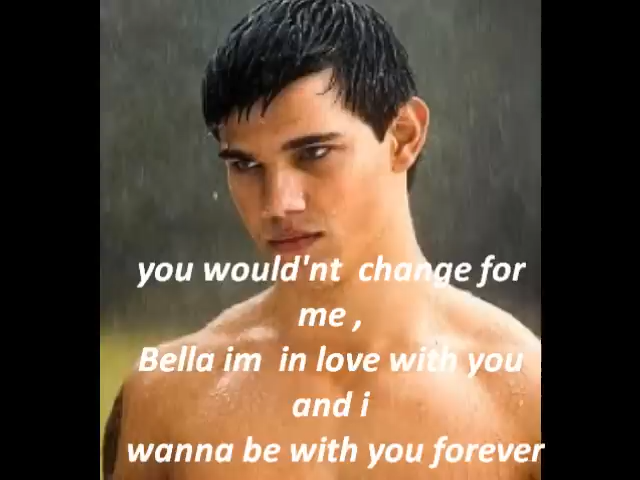 you would'nt  change for
me ,
Bella im  in love with you
and i
wanna be with you forever